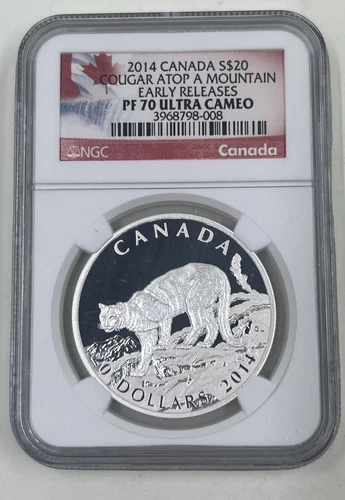 2014 CANADA S$20
COUGAR ATOP A MOUNTAIN
EARLY RELEASES
PF 70 ULTRA CAMEO
3968798-008
NGC Canada
CANADA
20 DOLLARS 2014